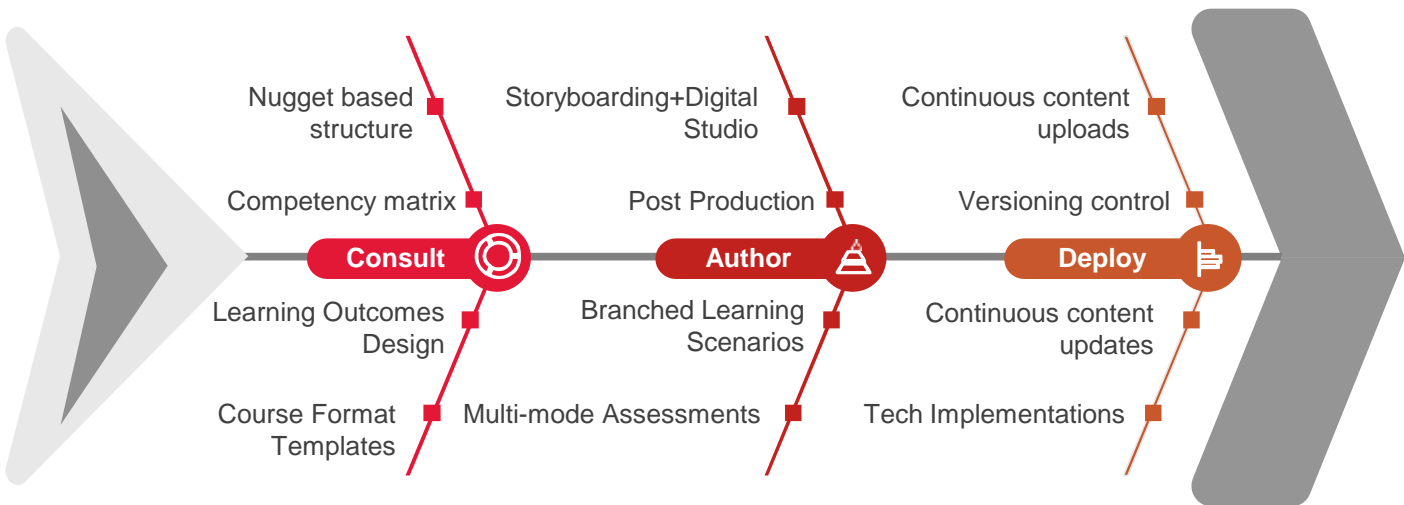 Nugget based
structure
Competency matrix
Consult
Learning Outcomes
Design
Course Format
Templates
Storyboarding+Digital
Studio
Post Production
Author
Branched Learning
Scenarios
Multi-mode Assessments
Continuous content
uploads
Versioning control
Deploy
Continuous content
updates
Tech Implementations